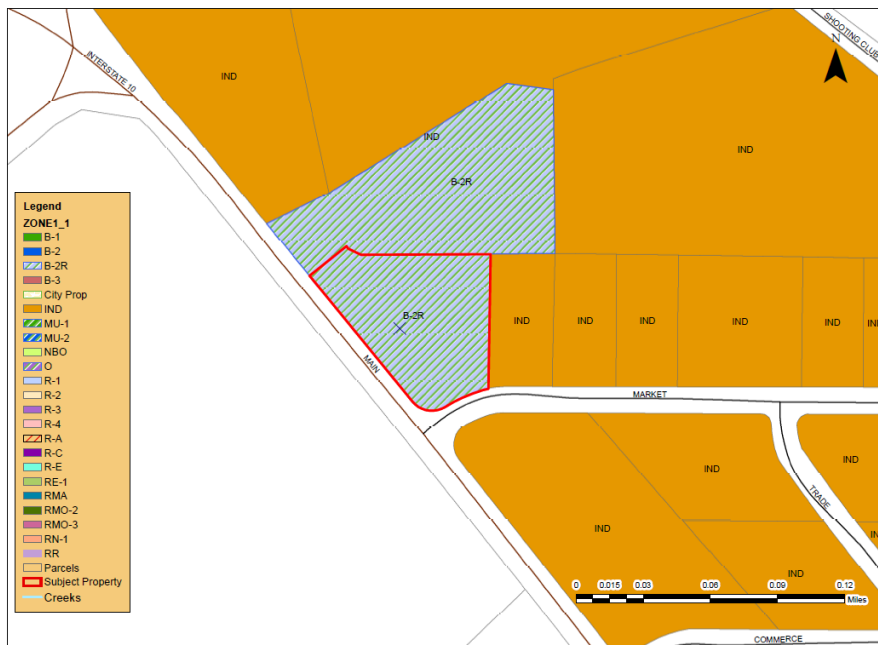 SHOOTING CLUB
N
INTERSTATE 10
IND
IND
IND
B-2R
Legend
ZONE1_1
B-1
B-2
B-2R
B-3
City Prop
IND
MU-1
MU-2
NBO
O
R-1
R-2
R-3
R-4
R-A
R-C
R-E
RE-1
RMA
RMO-2
RMO-3
RN-1
RR
Parcels
Subject Property
Creeks
B-2R
IND
IND
IND
IND
IND
IND
MAIN
MARKET
IND
IND
TRADE
IND
IND
IND
0 0.015 0.03 0.06 0.09 0.12
Miles
COMMERCE